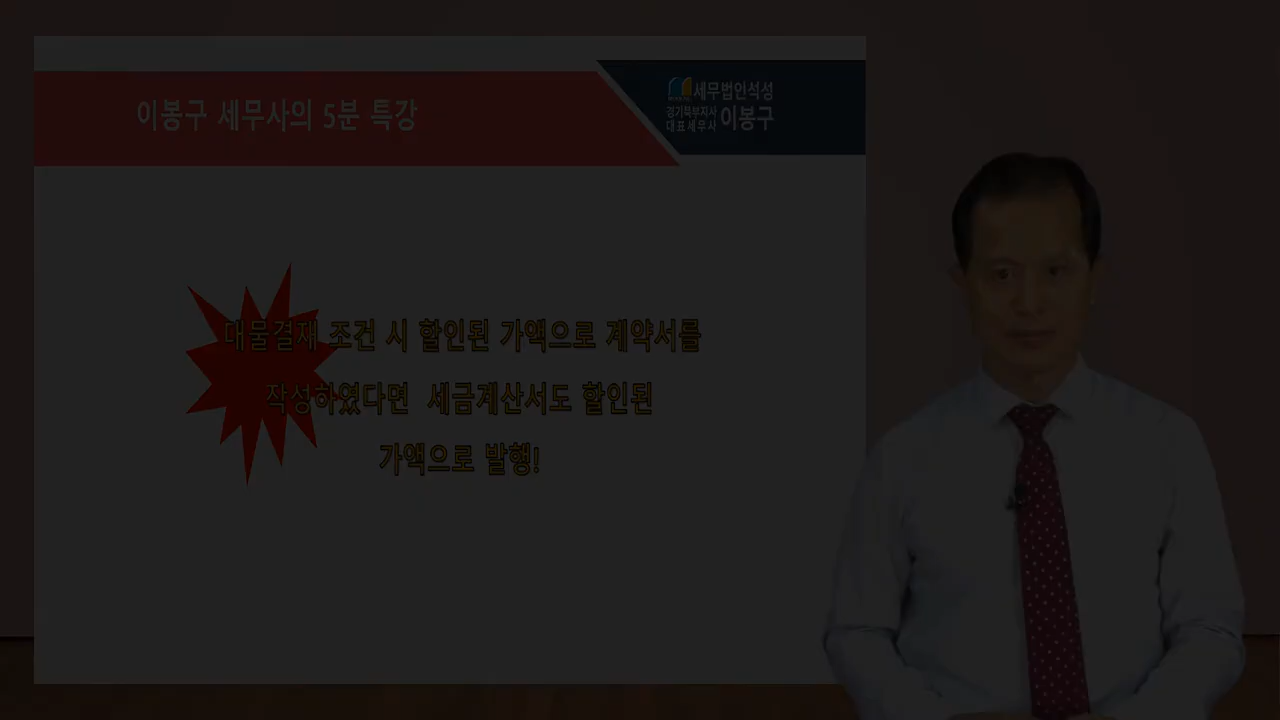 이봉구 세무사의 5분 특강
세무법인석성
경기북부지사
대표세무사 이봉구
대물결재 조건 시 할인된 가액으로 계약서를
작성하였다면 세금계산서도 할인된
가액으로 발행!